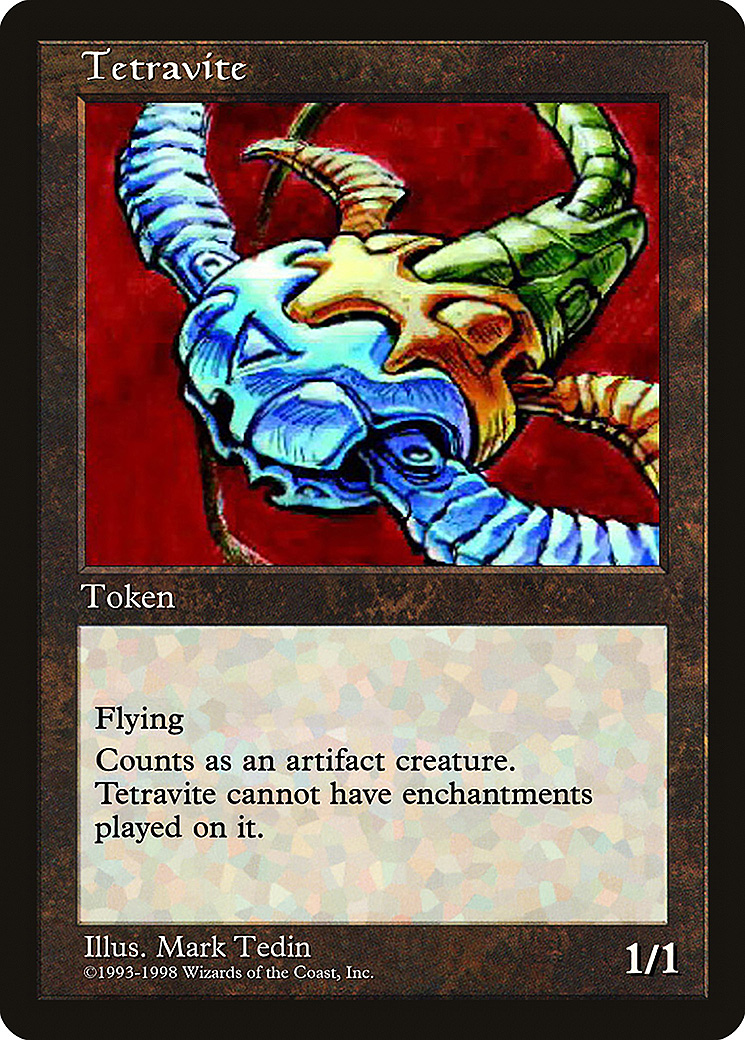 Tetravite
Token
Flying
Counts as an artifact creature.
Tetravite cannot have enchantments
played on it.
Illus. Mark Tedin
©1993-1998 Wizards of the Coast, Inc.
1/1